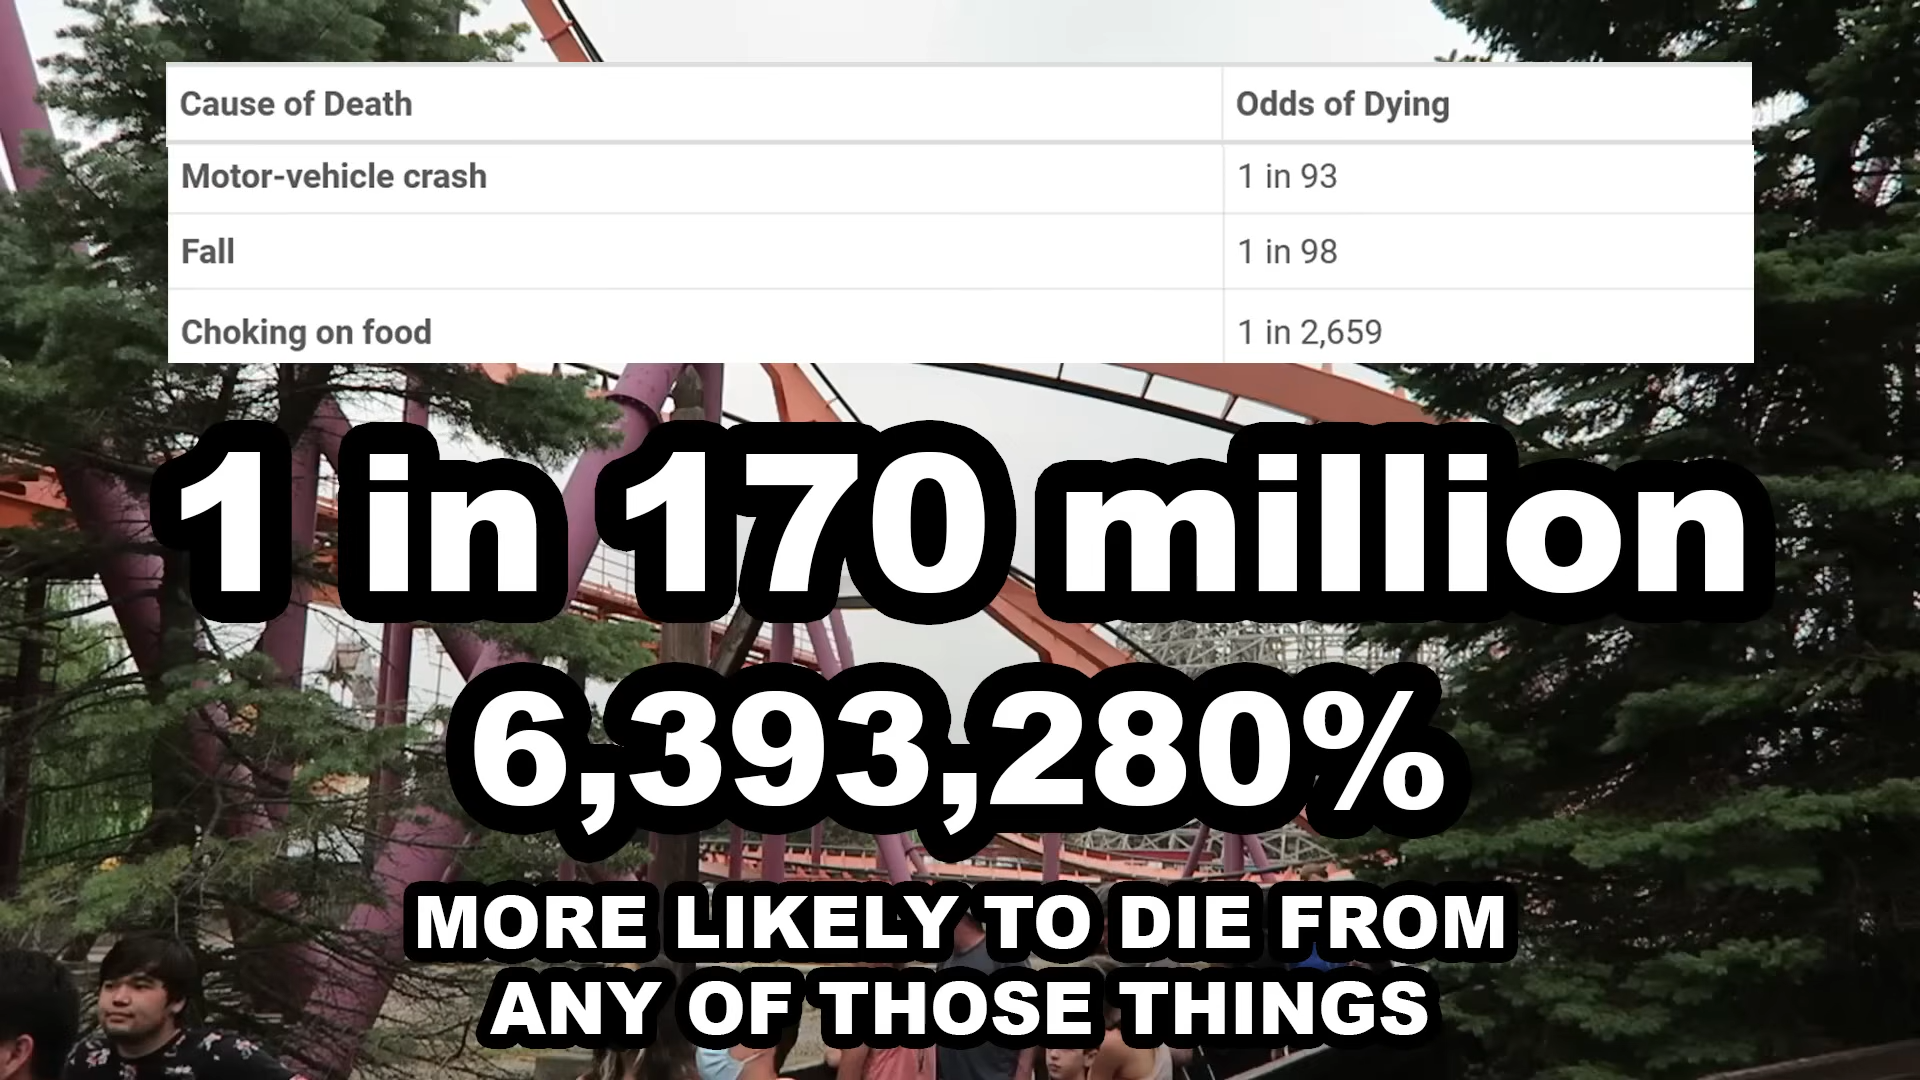 Cause of Death Odds of Dying
Motor-vehicle crash 1 in 93
Fall 1 in 98
Choking on food 1 in 2,659
1 in 170 million
6,393,280%
MORE LIKELY TO DIE FROM
ANY OF THOSE THINGS